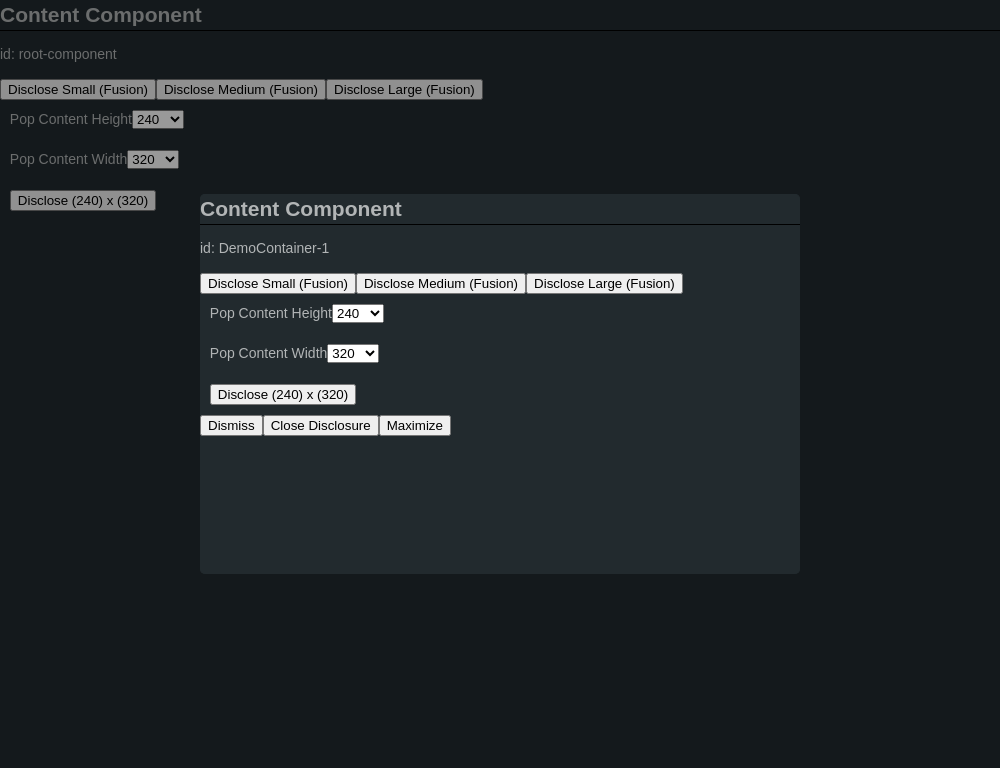 Content Component
id: root-component
Disclose Small (Fusion) Disclose Medium (Fusion) Disclose Large (Fusion)
Pop Content Height 240
Pop Content Width 320
Disclose (240) x (320)
Content Component
id: DemoContainer-1
Disclose Small (Fusion) Disclose Medium (Fusion) Disclose Large (Fusion)
Pop Content Height 240
Pop Content Width 320
Disclose (240) x (320)
Dismiss Close Disclosure Maximize